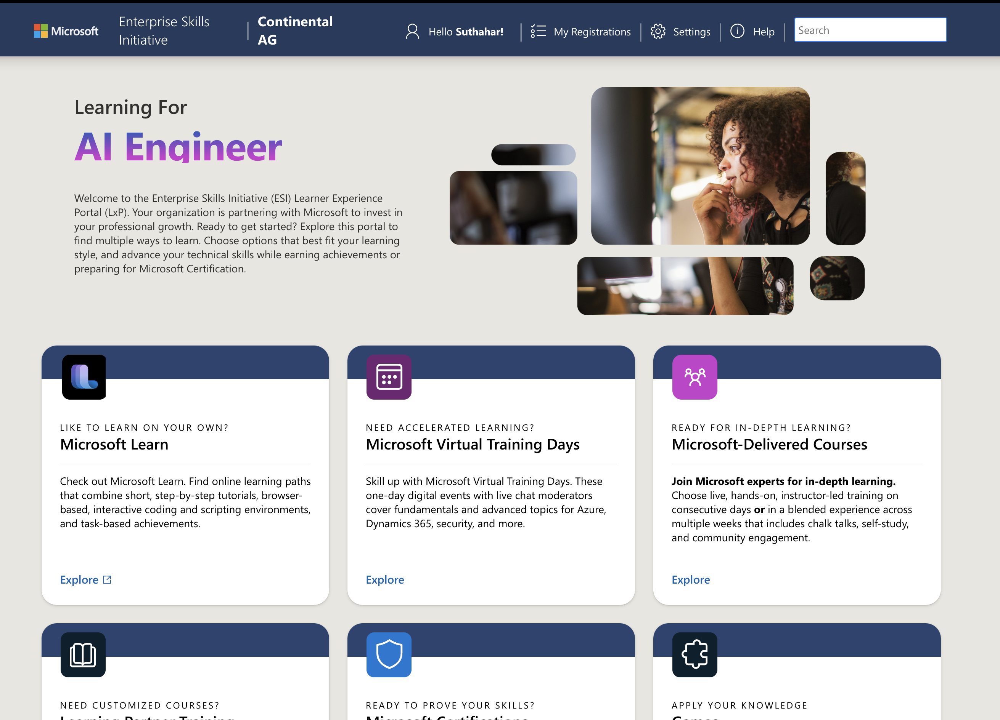 Microsoft
Enterprise Skills
Initiative
Continental
AG
Hello Suthahar!
My Registrations
Settings
Help
Search
Learning For
AI Engineer
Welcome to the Enterprise Skills Initiative (ESI) Learner Experience
Portal (LxP). Your organization is partnering with Microsoft to invest in
your professional growth. Ready to get started? Explore this portal to
find multiple ways to learn. Choose options that best fit your learning
style, and advance your technical skills while earning achievements or
preparing for Microsoft Certification.
LIKE TO LEARN ON YOUR OWN?
Microsoft Learn
Check out Microsoft Learn. Find online learning paths
that combine short, step-by-step tutorials, browser-
based, interactive coding and scripting environments,
and task-based achievements.
Explore
NEED ACCELERATED LEARNING?
Microsoft Virtual Training Days
Skill up with Microsoft Virtual Training Days. These
one-day digital events with live chat moderators
cover fundamentals and advanced topics for Azure,
Dynamics 365, security, and more.
Explore
READY FOR IN-DEPTH LEARNING?
Microsoft-Delivered Courses
Join Microsoft experts for in-depth learning.
Choose live, hands-on, instructor-led training on
consecutive days or in a blended experience across
multiple weeks that includes chalk talks, self-study,
and community engagement.
Explore
NEED CUSTOMIZED COURSES?
Learning Partner Training
READY TO PROVE YOUR SKILLS?
Microsoft Certifications
APPLY YOUR KNOWLEDGE
Games